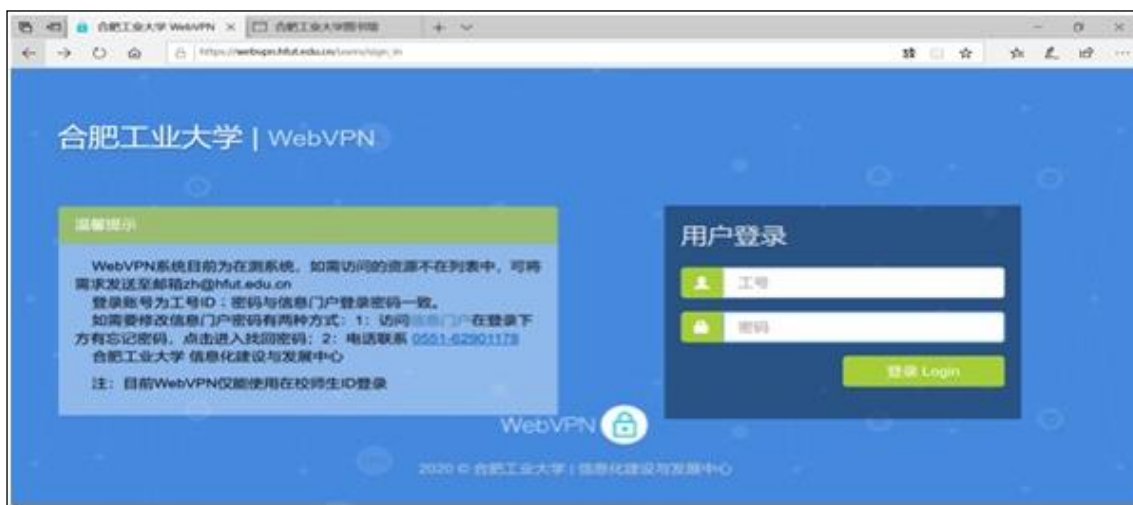 合肥工业大学 WebVPN
合肥工业大学图书馆
https://webvpn.hfut.edu.cn/users/sign_in
合肥工业大学 | WebVPN
温馨提示
WebVPN系统目前为在测系统，如需访问的资源不在列表中，可将
需求发送至邮箱zh@hfut.edu.cn
登录账号为工号ID；密码与信息门户登录密码一致。
如需要修改信息门户密码有两种方式：1：访问信息门户在登录下
方有忘记密码，点击进入找回密码；2：电话联系 0551-62901178
合肥工业大学 信息化建设与发展中心
注：目前WebVPN仅能使用在校师生ID登录
用户登录
工号
密码
登录 Login
WebVPN
2020 © 合肥工业大学 | 信息化建设与发展中心